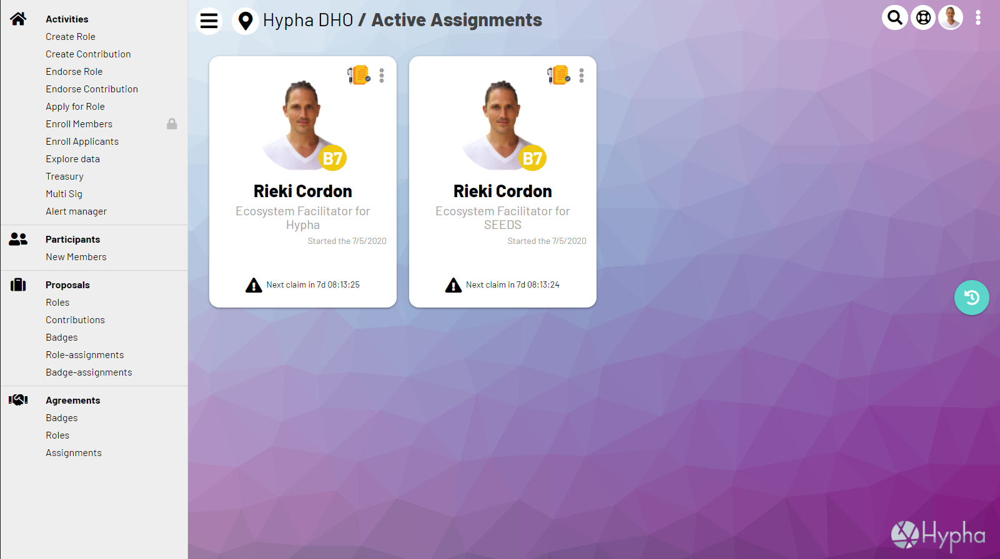 Activities
Create Role
Create Contribution
Endorse Role
Endorse Contribution
Apply for Role
Enroll Members
Enroll Applicants
Explore data
Treasury
Multi Sig
Alert manager
Participants
New Members
Proposals
Roles
Contributions
Badges
Role-assignments
Badge-assignments
Agreements
Badges
Roles
Assignments
Hypha DHO / Active Assignments
B7
Rieki Cordon
Ecosystem Facilitator for
Hypha
Started the 7/5/2020
Next claim in 7d 08:13:25
B7
Rieki Cordon
Ecosystem Facilitator for
SEEDS
Started the 7/5/2020
Next claim in 7d 08:13:24
Hypha